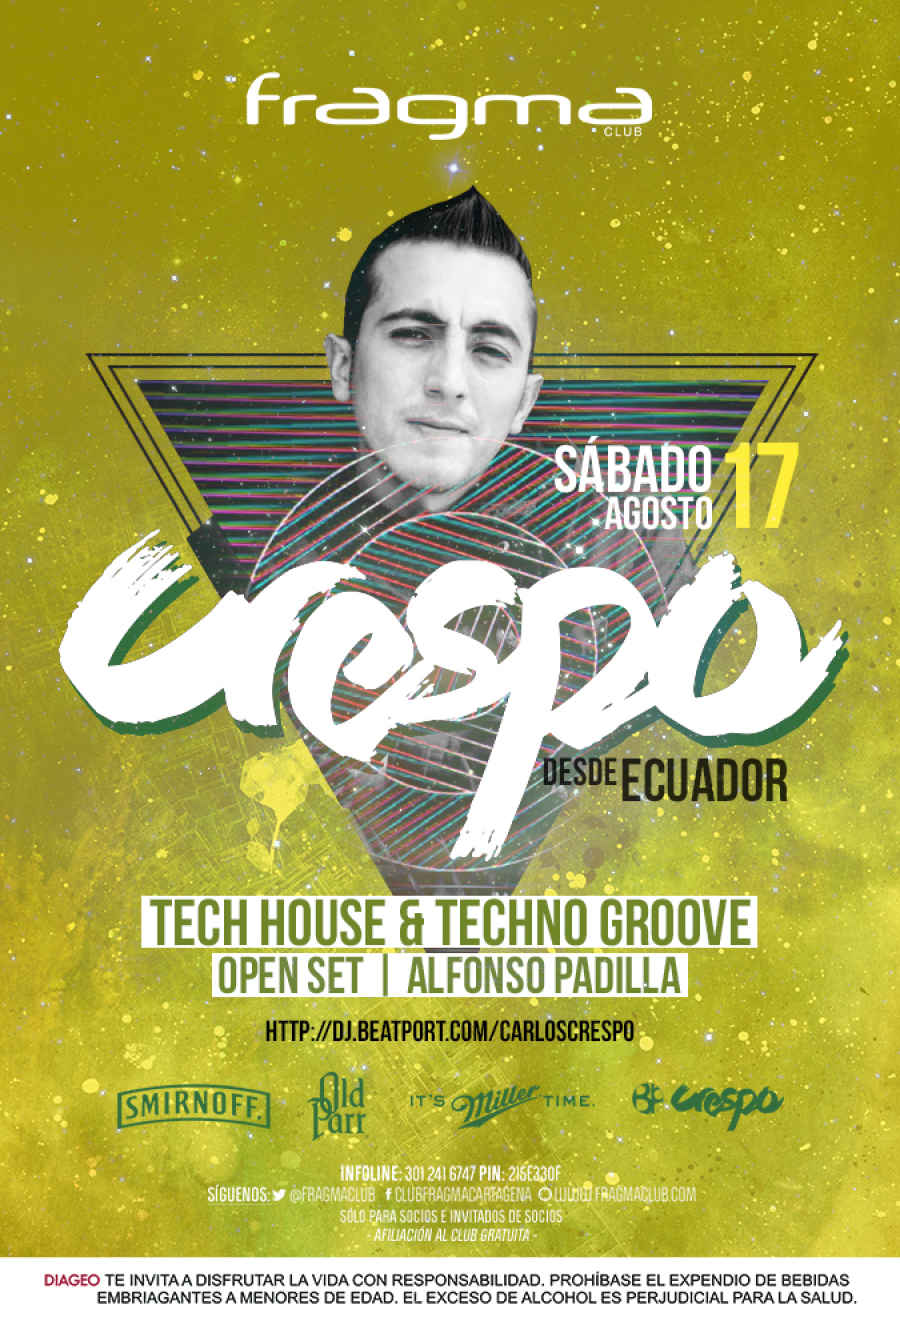 fragma
CLUB
SÁBADO 17
AGOSTO
crespo
DESDE ECUADOR
TECH HOUSE & TECHNO GROOVE
OPEN SET | ALFONSO PADILLA
HTTP://DJ.BEATPORT.COM/CARLOSCRESPO
SMIRNOFF.
Old Parr
IT'S Miller TIME.
crespo
INFOLINE: 301 241 6747 PIN: 215E330F
SÍGUENOS: @FRAGMACLUB CLUBFRAGMACARTAGENA WWW.FRAGMACLUB.COM
SÓLO PARA SOCIOS E INVITADOS DE SOCIOS
- AFILIACIÓN AL CLUB GRATUITA -
DIAGEO TE INVITA A DISFRUTAR LA VIDA CON RESPONSABILIDAD. PROHÍBASE EL EXPENDIO DE BEBIDAS
EMBRIAGANTES A MENORES DE EDAD. EL EXCESO DE ALCOHOL ES PERJUDICIAL PARA LA SALUD.